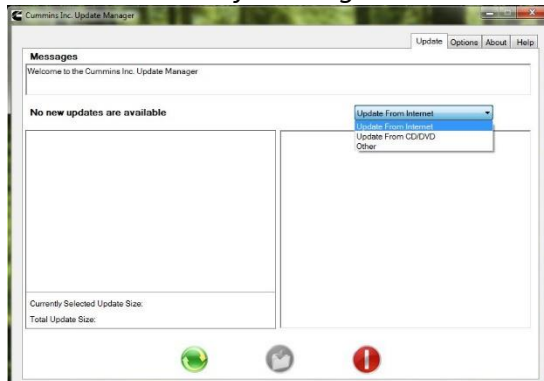 Cummins Inc. Update Manager
Update Options About Help
Messages
Welcome to the Cummins Inc. Update Manager
No new updates are available
Update From Internet
Update From Internet
Update From CD/DVD
Other
Currently Selected Update Size:
Total Update Size: